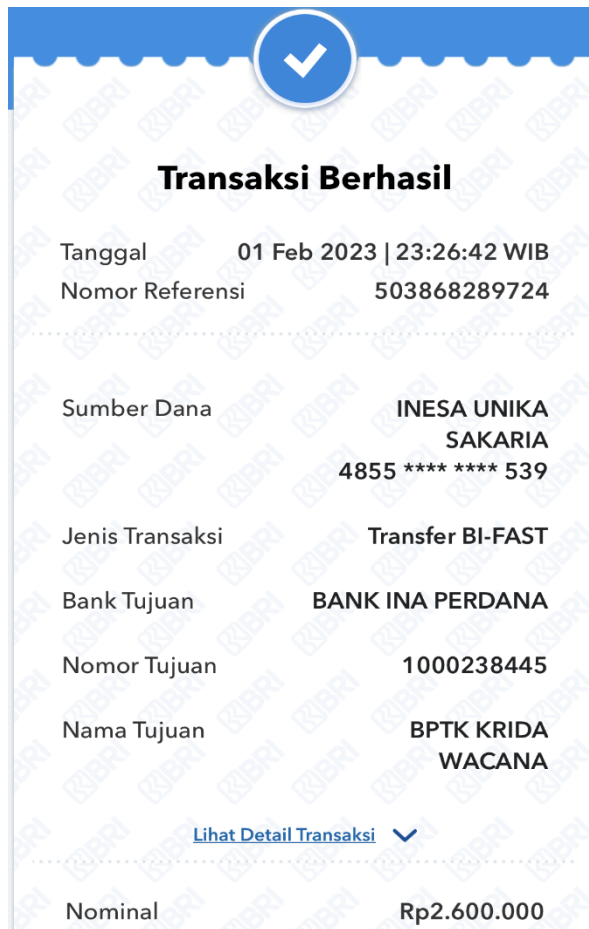 Transaksi Berhasil
Tanggal 01 Feb 2023 | 23:26:42 WIB
Nomor Referensi 503868289724
Sumber Dana INESA UNIKA
SAKARIA
4855 **** **** 539
Jenis Transaksi Transfer BI-FAST
Bank Tujuan BANK INA PERDANA
Nomor Tujuan 1000238445
Nama Tujuan BPTK KRIDA
WACANA
Lihat Detail Transaksi
Nominal Rp2.600.000